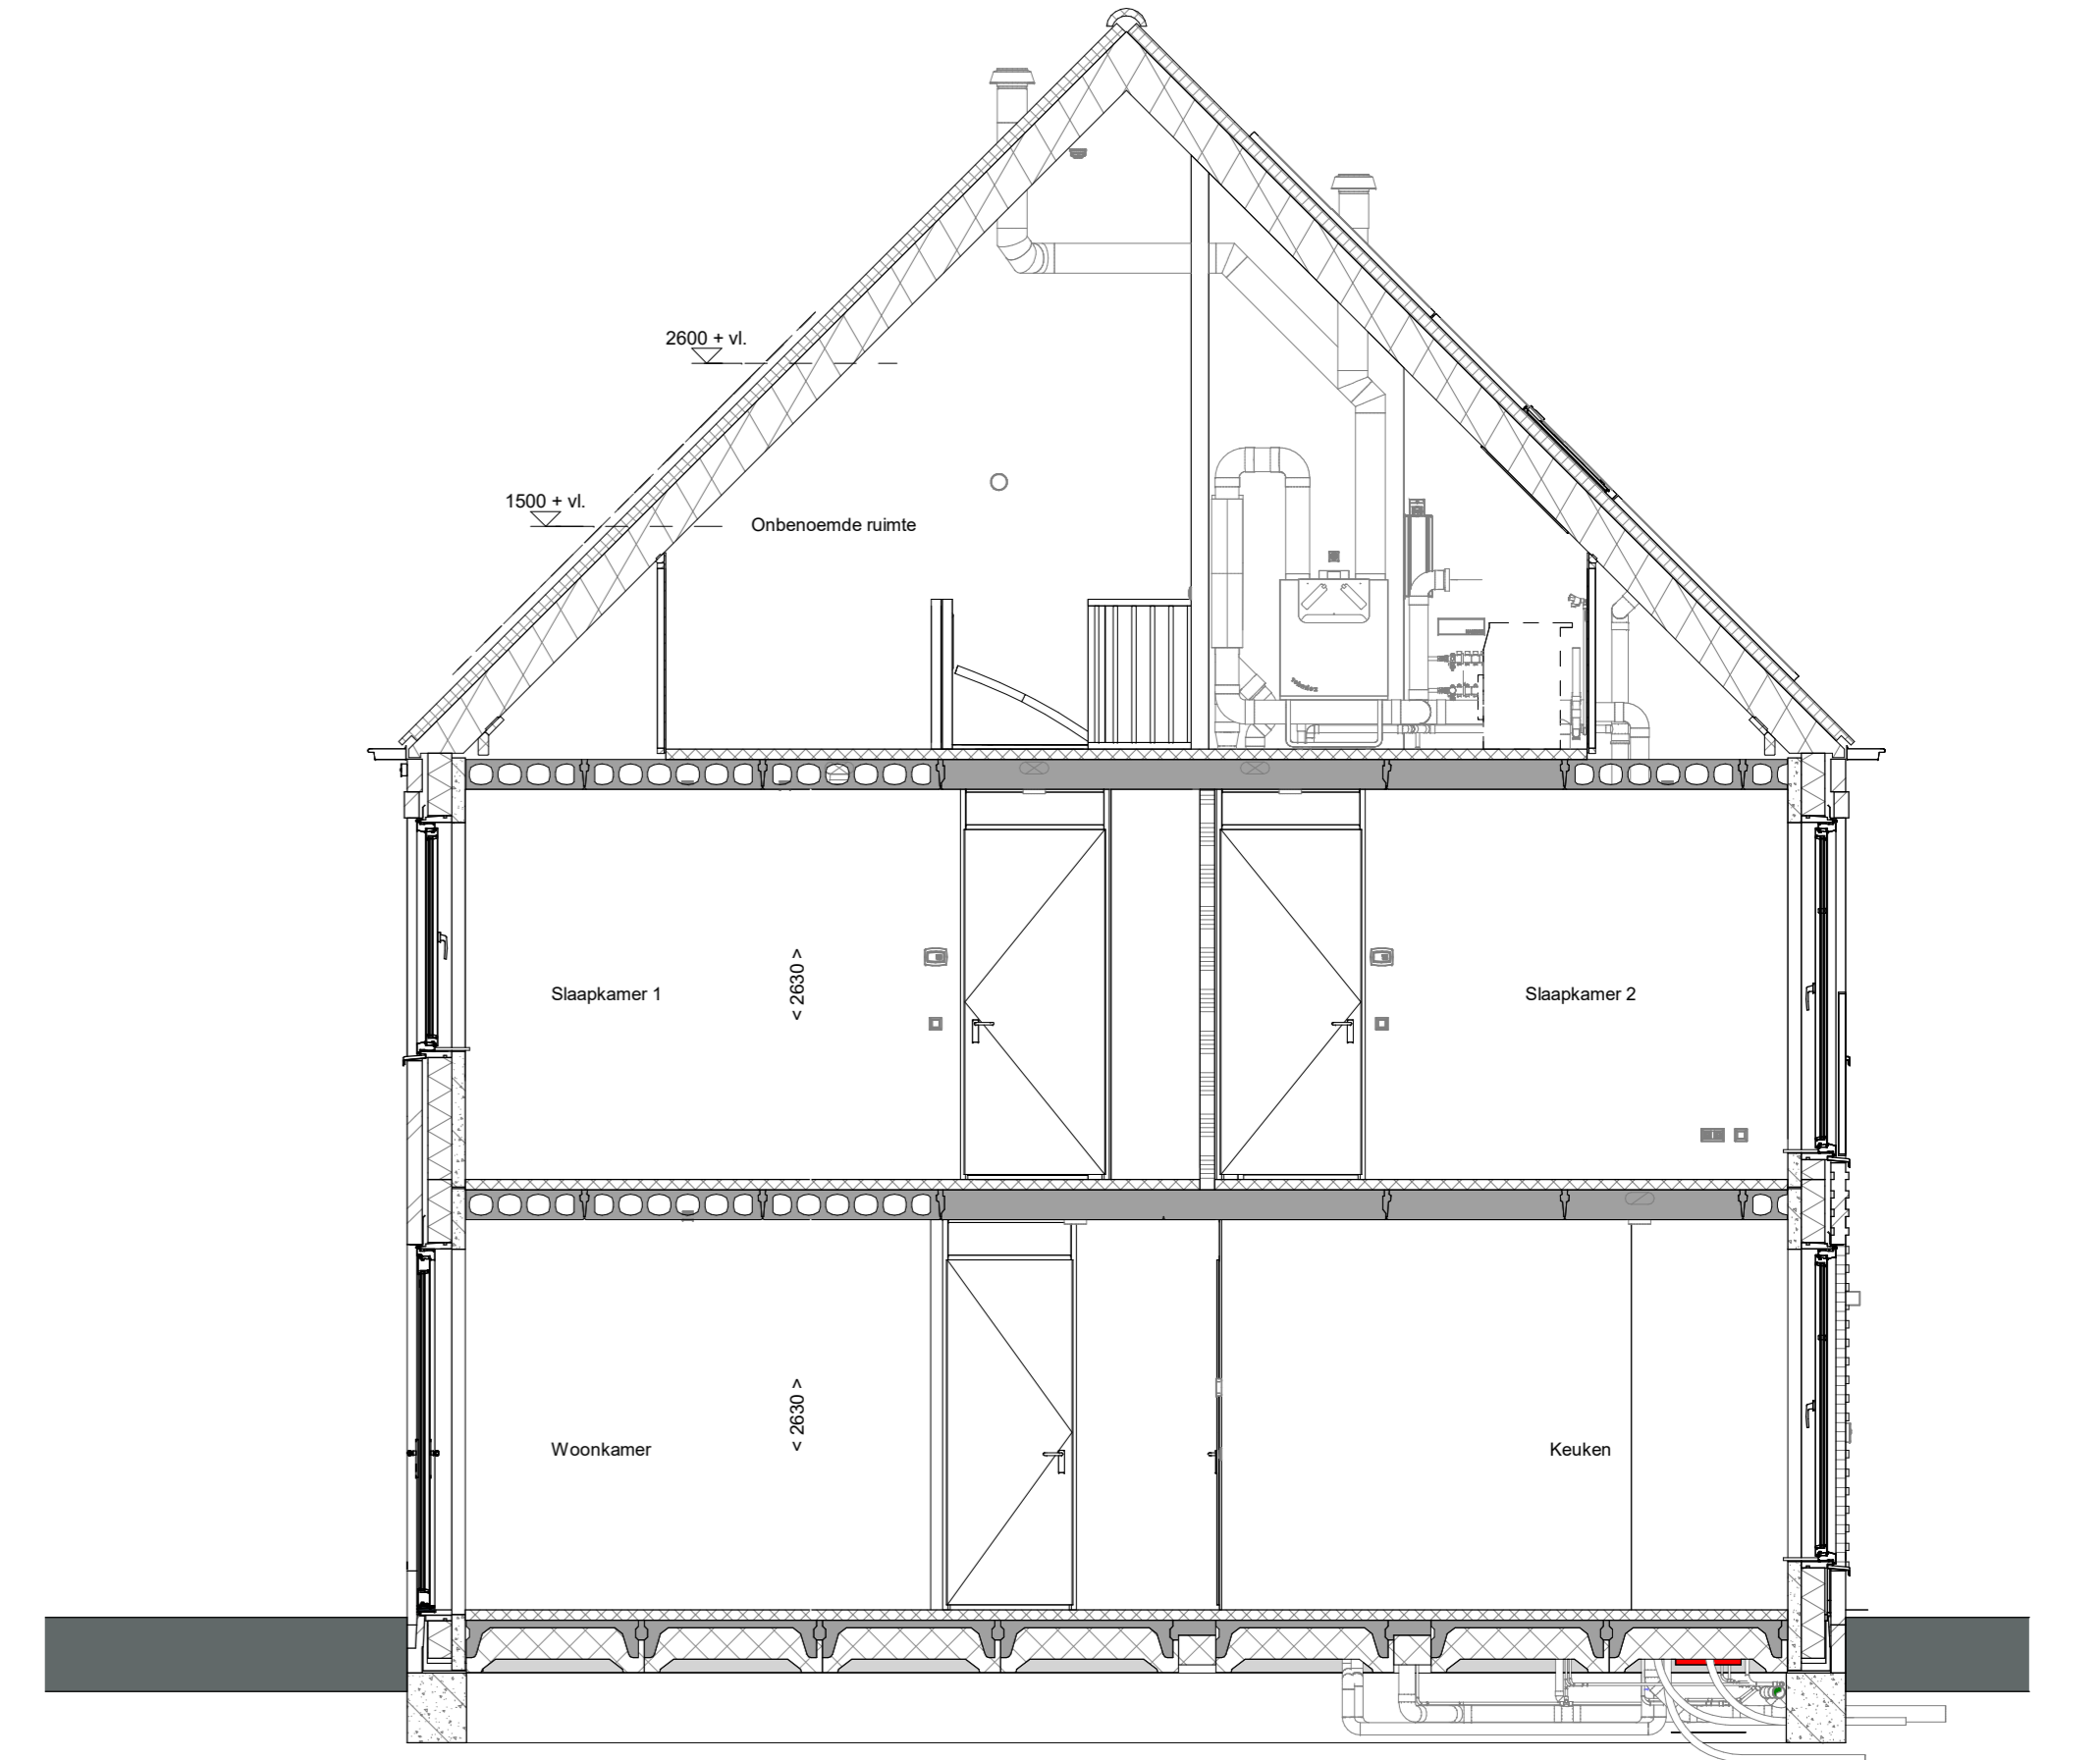 2600 + vl.
1500 + vl.
Onbenoemde ruimte
Slaapkamer 1
< 2630 >
Slaapkamer 2
Woonkamer
< 2630 >
Keuken